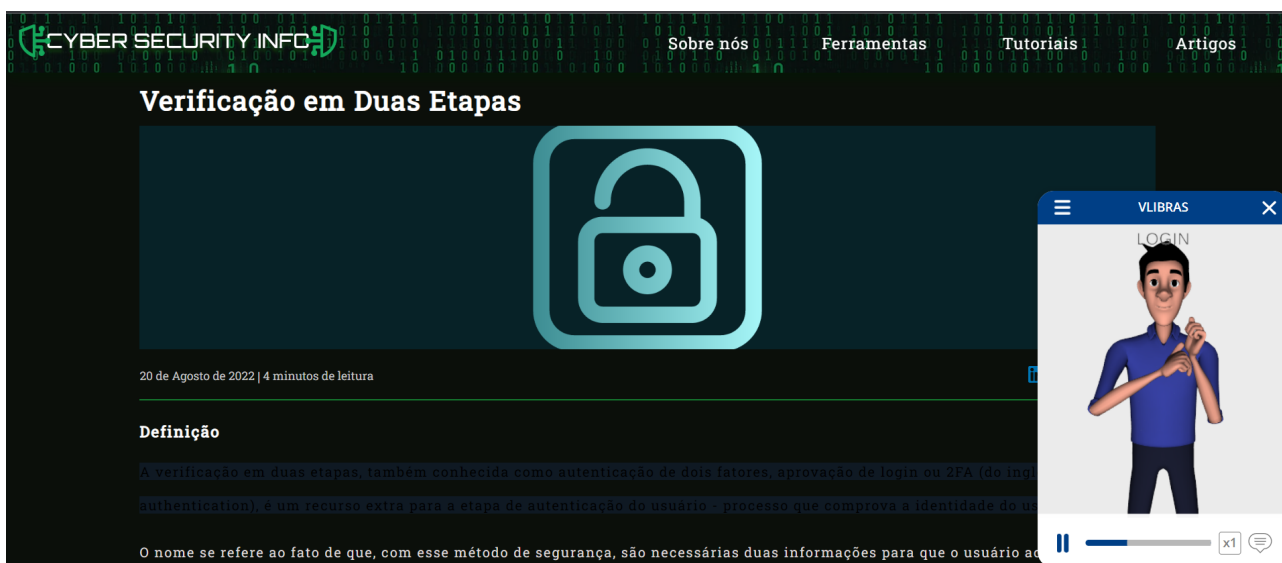 CYBER SECURITY INFO
Sobre nós Ferramentas Tutoriais Artigos
Verificação em Duas Etapas
VLIBRAS
LOGIN
20 de Agosto de 2022 | 4 minutos de leitura
Definição
A verificação em duas etapas, também conhecida como autenticação de dois fatores, aprovação de login ou 2FA (do
authentication), é um recurso extra para a etapa de autenticação do usuário - processo que comprova a identidade do
O nome se refere ao fato de que, com esse método de segurança, são necessárias duas informações para que o usuário
x1